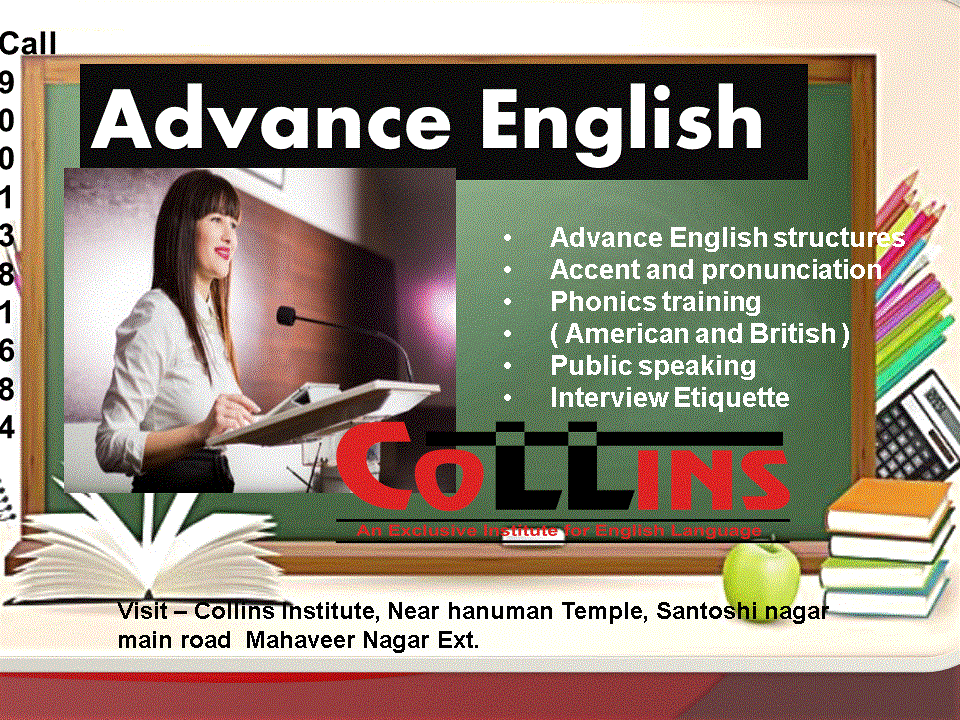 Call
9
0
0
1
3
8
1
6
8
4
Advance English
• Advance English structures
• Accent and pronunciation
• Phonics training
• ( American and British )
• Public speaking
• Interview Etiquette
COLLINS
An Exclusive Institute for English Language
Visit – Collins Institute, Near hanuman Temple, Santoshi nagar
main road Mahaveer Nagar Ext.